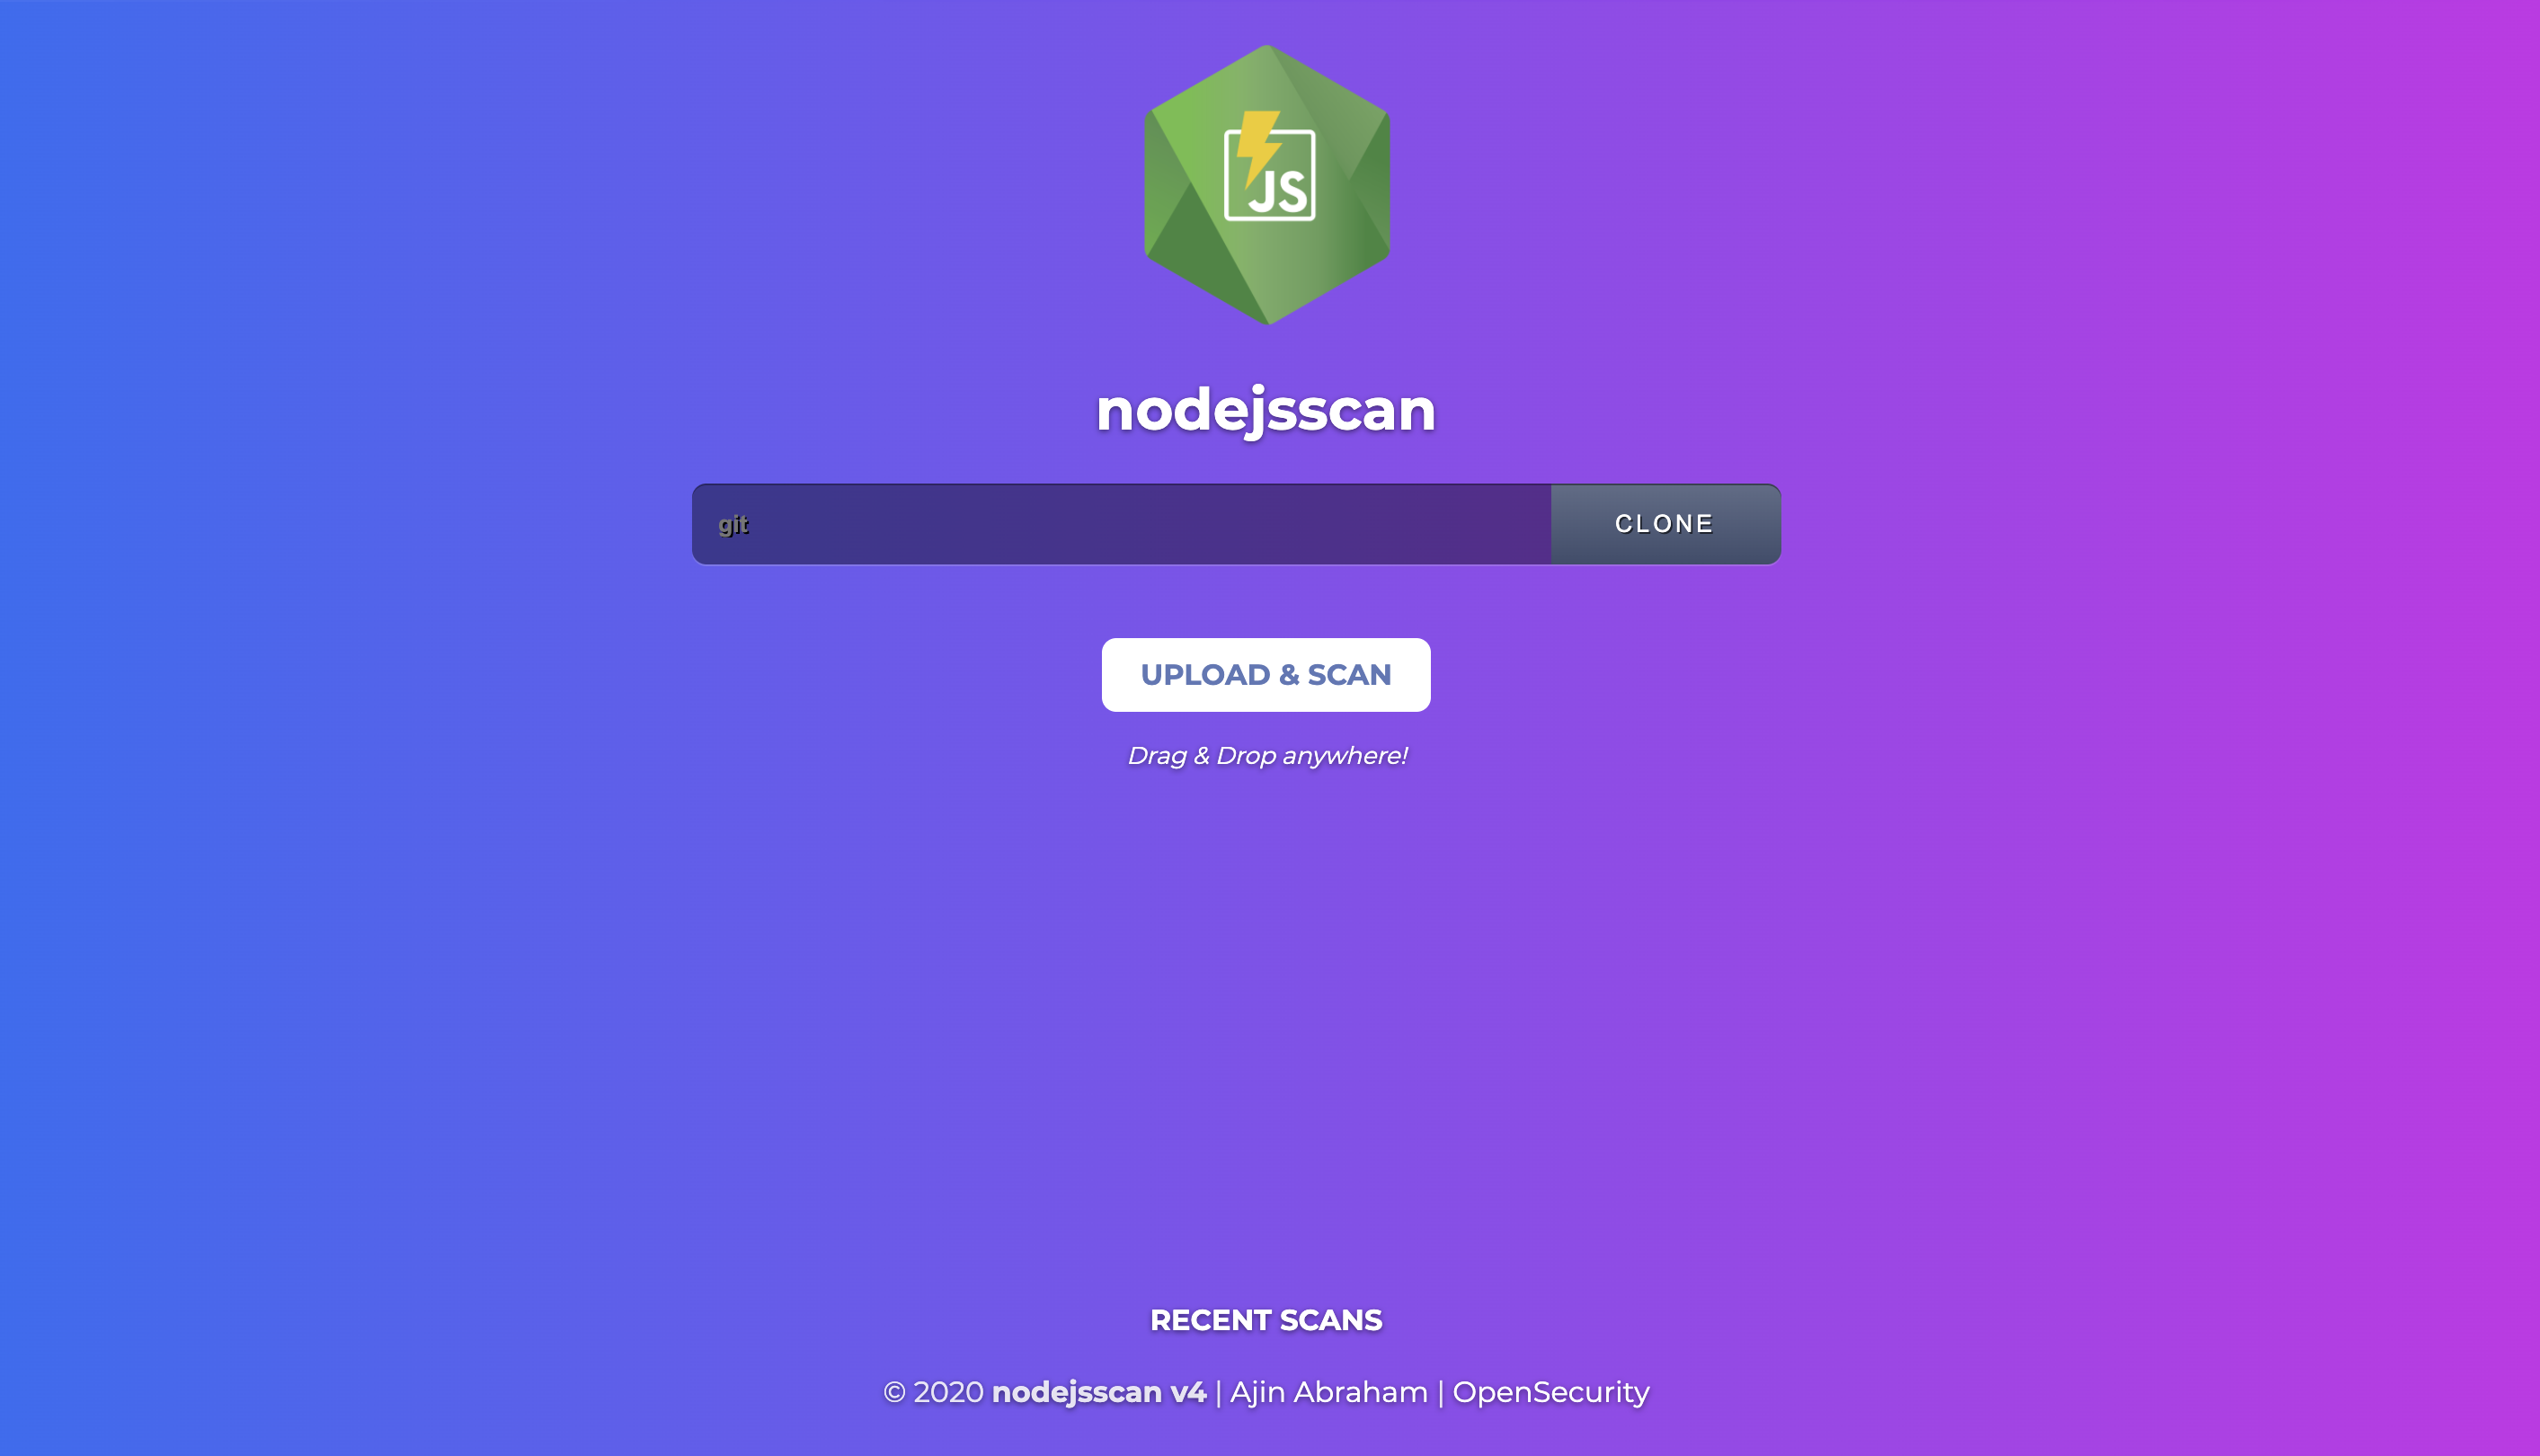 JS
nodejsscan
git
CLONE
UPLOAD & SCAN
Drag & Drop anywhere!
RECENT SCANS
© 2020 nodejsscan v4 | Ajin Abraham | OpenSecurity